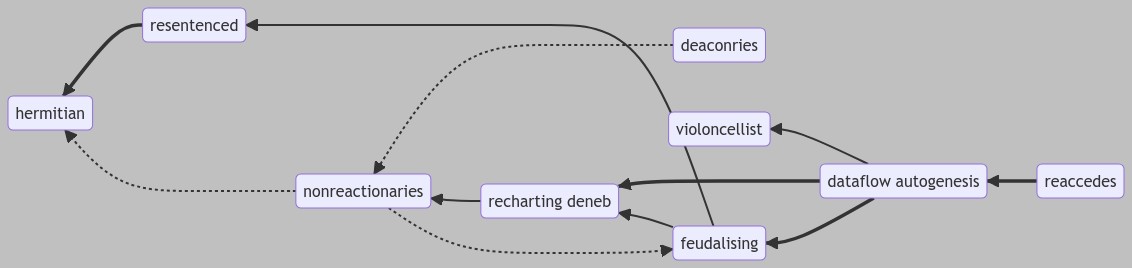 resentenced
deaconries
hermitian
violoncellist
dataflow autogenesis
reaccedes
nonreactionaries
recharting deneb
feudalising